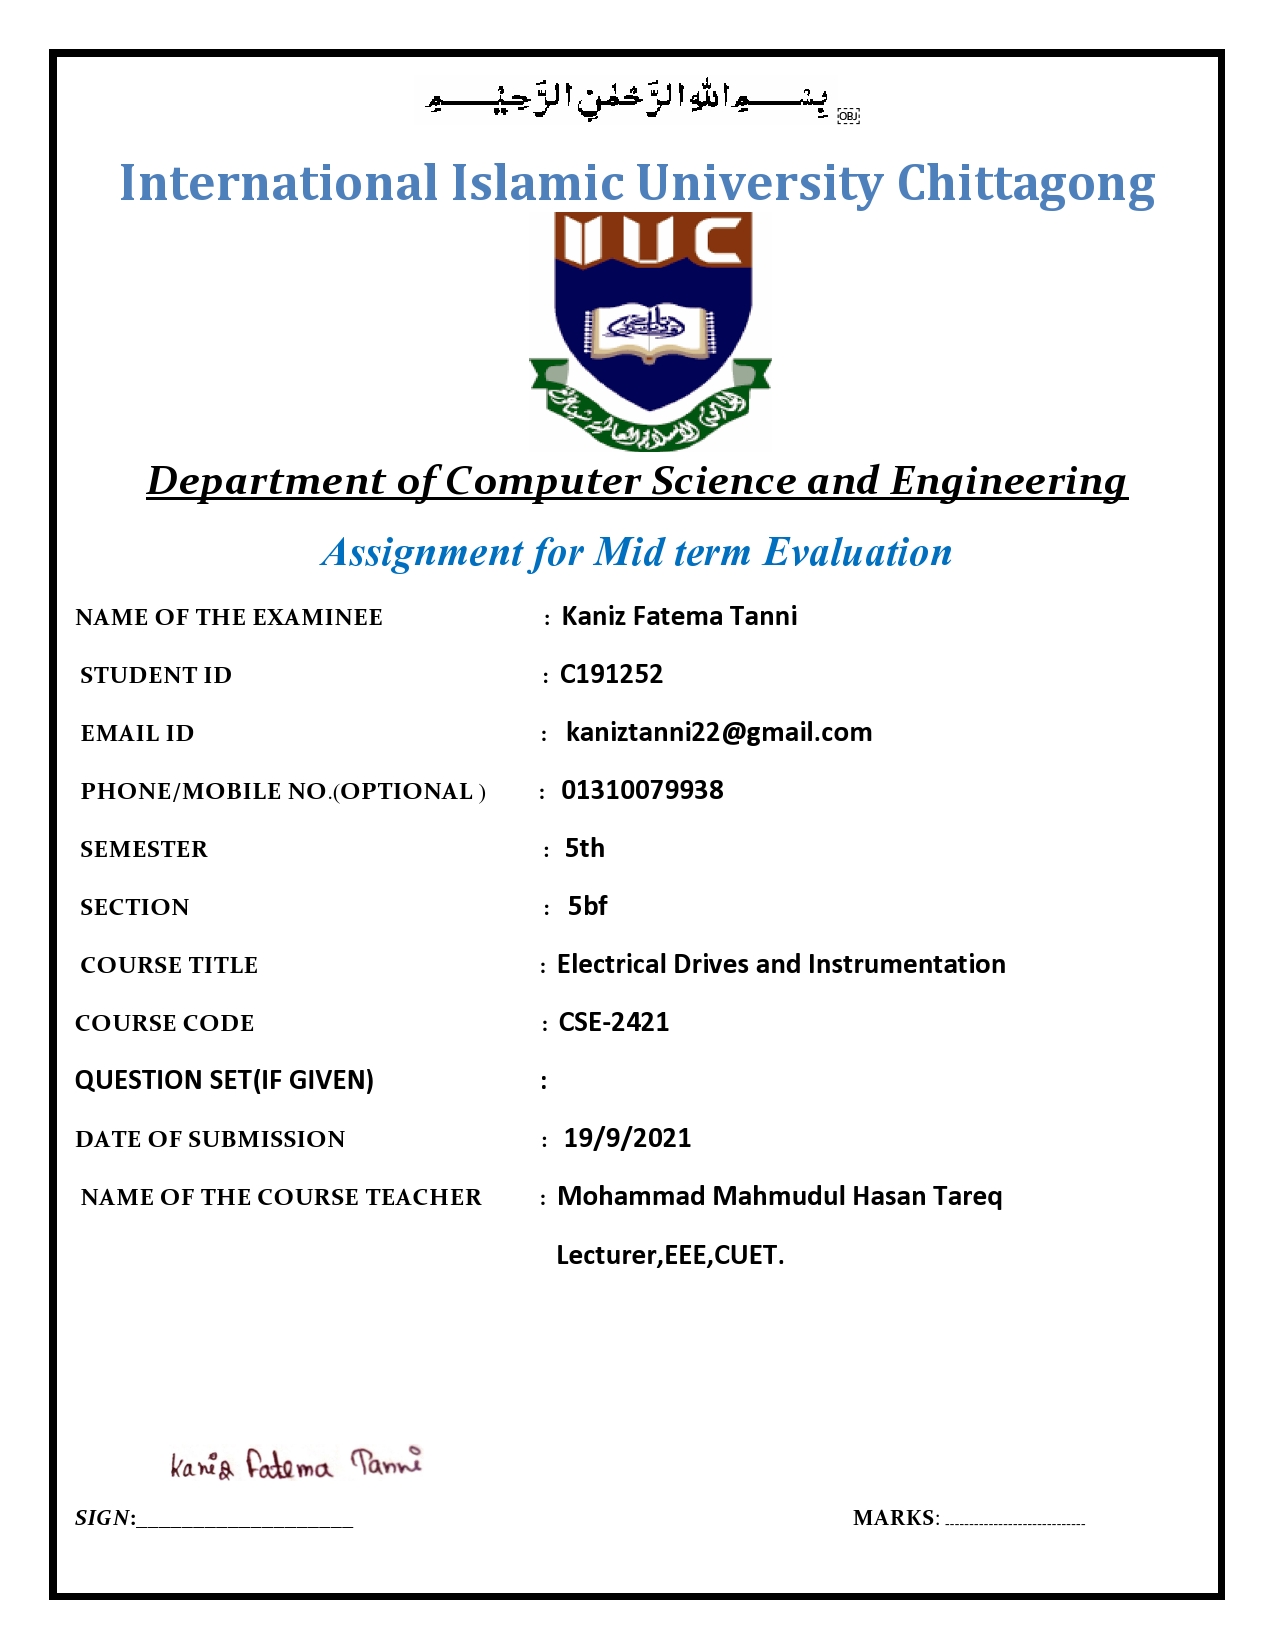 بِسْمِ اللهِ الرَّحْمٰنِ الرَّحِيْمِ OBJ
International Islamic University Chittagong
IIUC
Department of Computer Science and Engineering
Assignment for Mid term Evaluation
NAME OF THE EXAMINEE : Kaniz Fatema Tanni
STUDENT ID : C191252
EMAIL ID : kaniztanni22@gmail.com
PHONE/MOBILE NO.(OPTIONAL ) : 01310079938
SEMESTER : 5th
SECTION : 5bf
COURSE TITLE : Electrical Drives and Instrumentation
COURSE CODE : CSE-2421
QUESTION SET(IF GIVEN) :
DATE OF SUBMISSION : 19/9/2021
NAME OF THE COURSE TEACHER : Mohammad Mahmudul Hasan Tareq
Lecturer,EEE,CUET.
Kaniz Fatema Tanni
SIGN:___________________ MARKS: -----------------------------